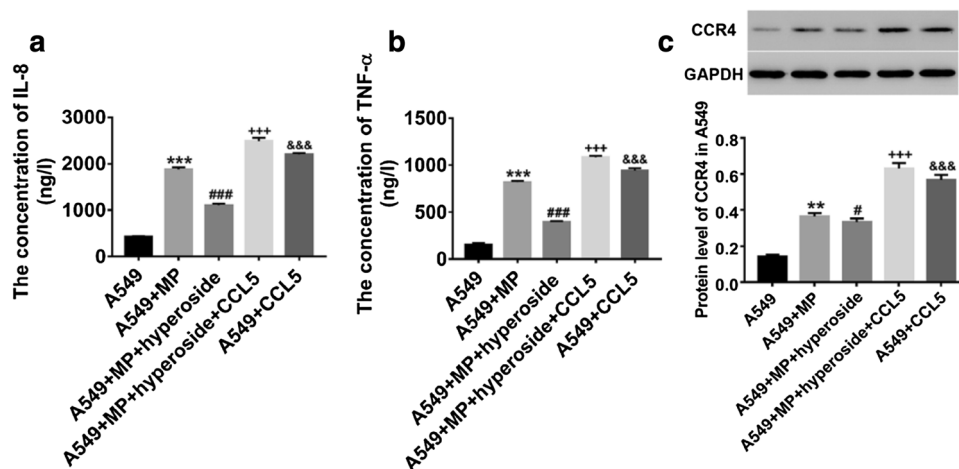 a
The concentration of IL-8
(ng/l)
3000
2000
1000
0
***
###
+++
&&&
A549
A549+MP
A549+MP+hyperoside
A549+MP+hyperoside+CCL5
A549+CCL5
b
The concentration of TNF-α
(ng/l)
1500
1000
500
0
***
###
+++
&&&
A549
A549+MP
A549+MP+hyperoside
A549+MP+hyperoside+CCL5
A549+CCL5
c
CCR4
GAPDH
Protein level of CCR4 in A549
0.8
0.6
0.4
0.2
0.0
**
#
+++
&&&
A549
A549+MP
A549+MP+hyperoside
A549+MP+hyperoside+CCL5
A549+CCL5